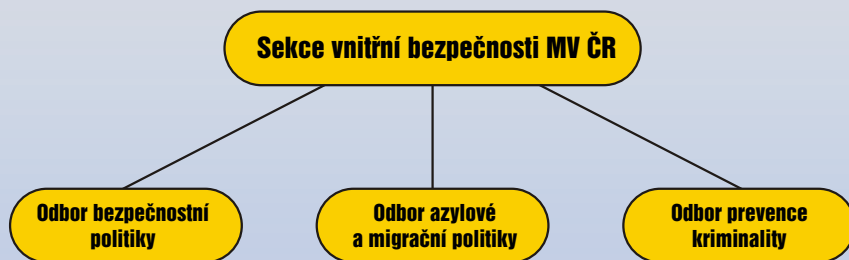 Sekce vnitřní bezpečnosti MV ČR
Odbor bezpečnostní
politiky
Odbor azylové
a migrační politiky
Odbor prevence
kriminality